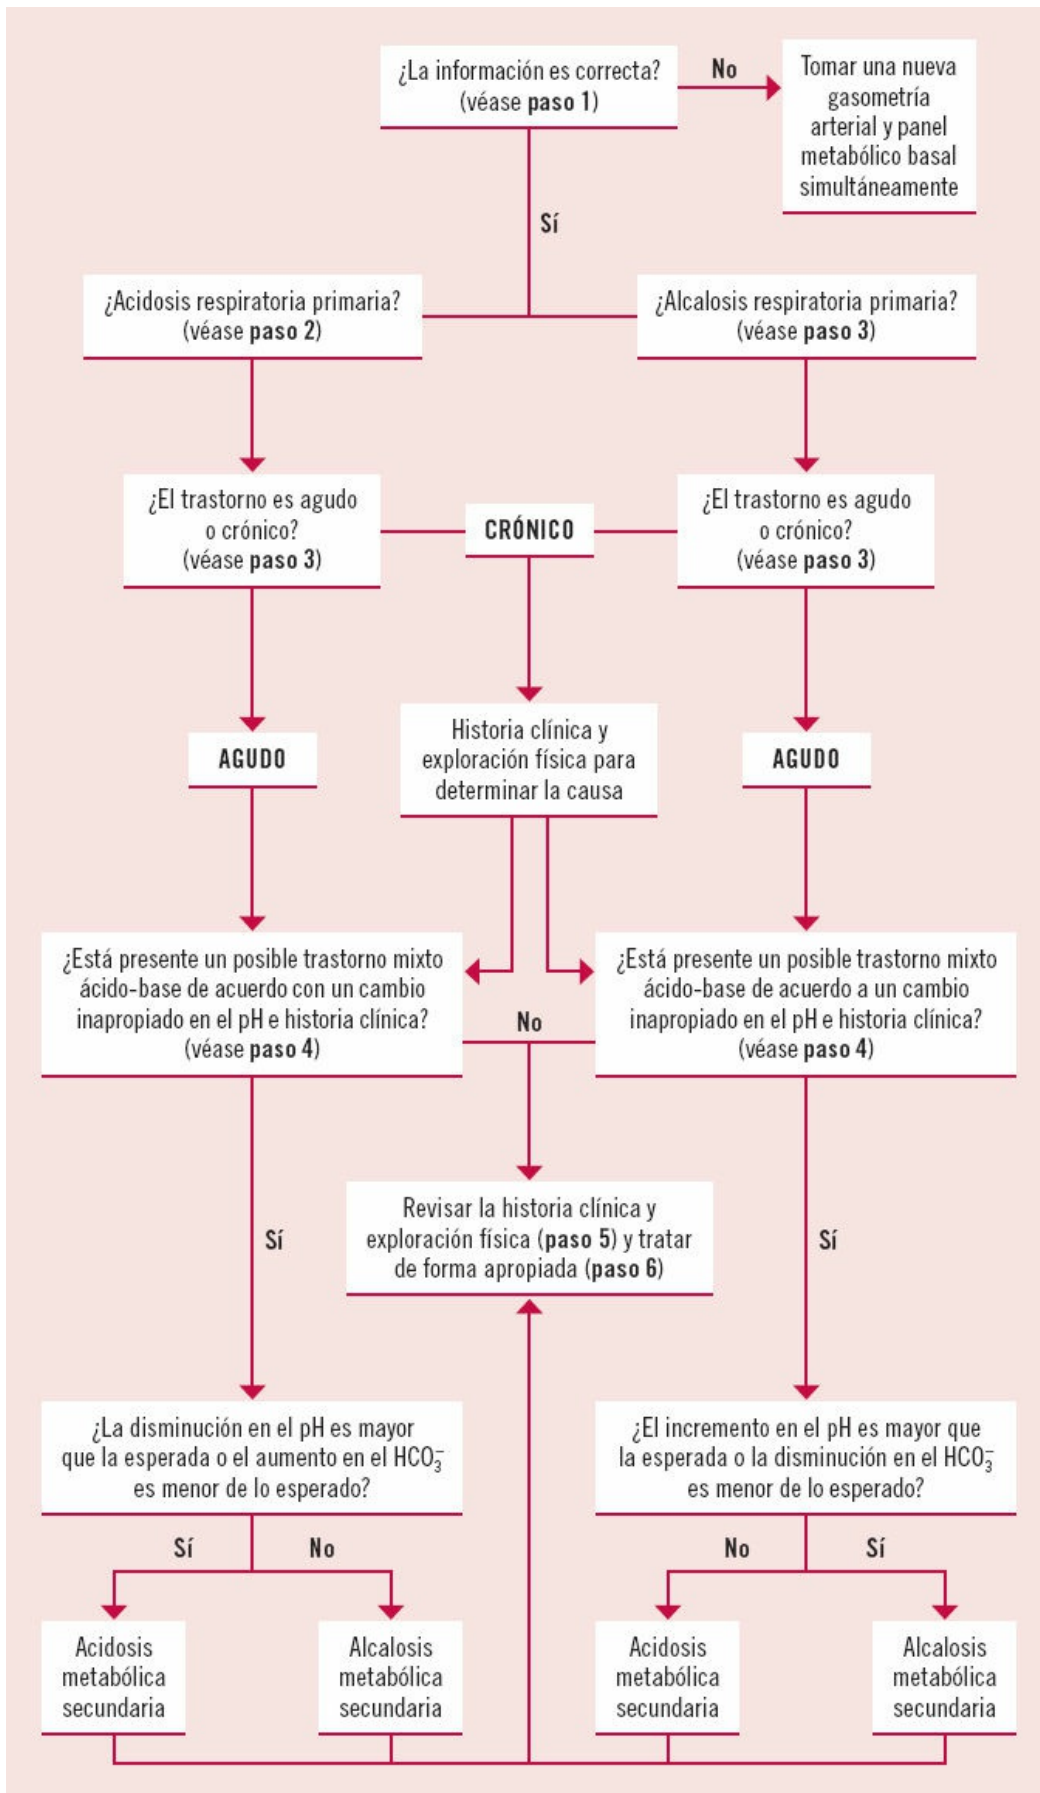 ¿La información es correcta?
(véase paso 1)
No
Tomar una nueva
gasometría
arterial y panel
metabólico basal
simultáneamente
Sí
¿Acidosis respiratoria primaria?
(véase paso 2)
¿Alcalosis respiratoria primaria?
(véase paso 3)
¿El trastorno es agudo
o crónico?
(véase paso 3)
CRÓNICO
¿El trastorno es agudo
o crónico?
(véase paso 3)
AGUDO
Historia clínica y
exploración física para
determinar la causa
AGUDO
¿Está presente un posible trastorno mixto
ácido-base de acuerdo con un cambio
inapropiado en el pH e historia clínica?
(véase paso 4)
No
¿Está presente un posible trastorno mixto
ácido-base de acuerdo a un cambio
inapropiado en el pH e historia clínica?
(véase paso 4)
Sí
Revisar la historia clínica y
exploración física (paso 5) y tratar
de forma apropiada (paso 6)
Sí
¿La disminución en el pH es mayor
que la esperada o el aumento en el HCO₃⁻
es menor de lo esperado?
¿El incremento en el pH es mayor que
la esperada o la disminución en el HCO₃⁻
es menor de lo esperado?
Sí
No
No
Sí
Acidosis
metabólica
secundaria
Alcalosis
metabólica
secundaria
Acidosis
metabólica
secundaria
Alcalosis
metabólica
secundaria